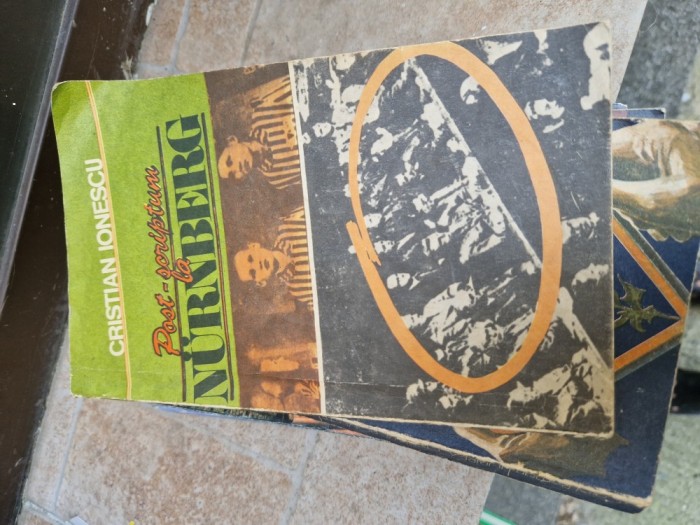 CRISTIAN IONESCU
Post-scriptum
la
NÜRNBERG